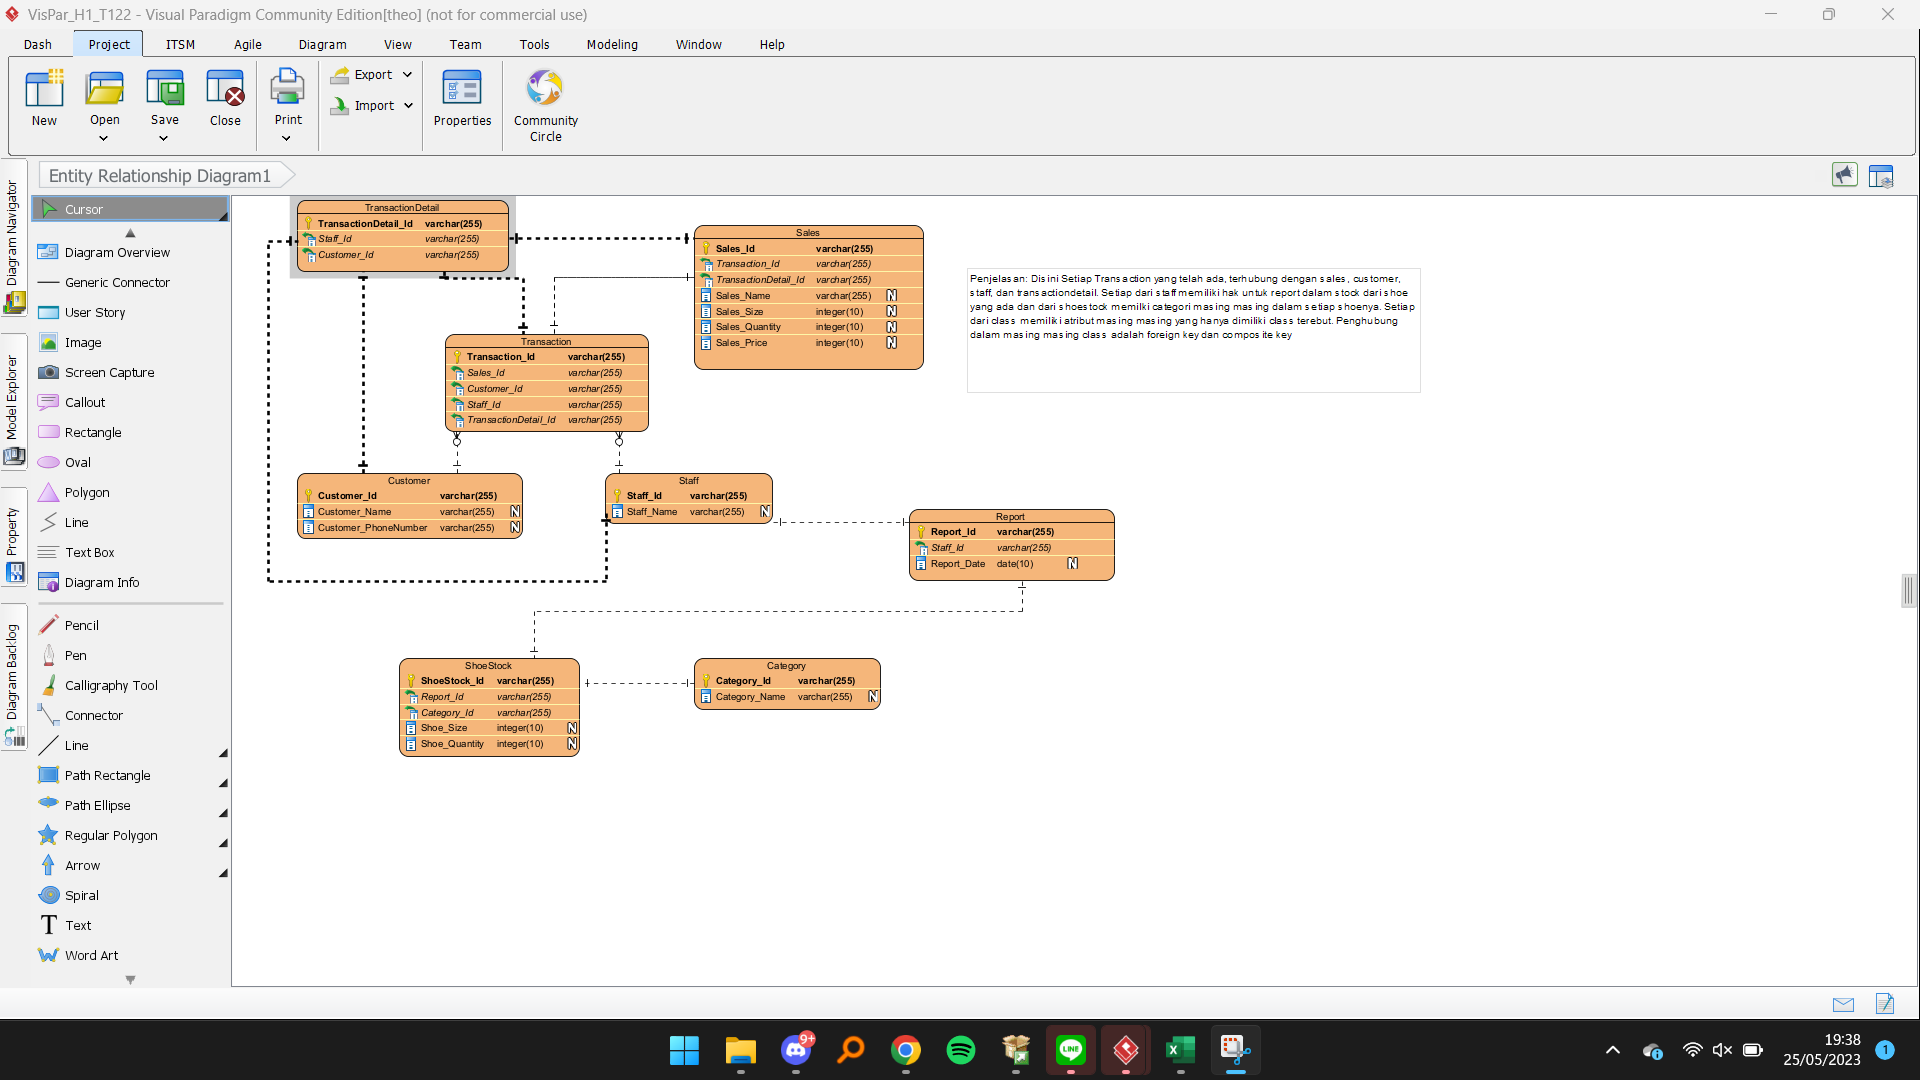 VisPar_H1_T122 - Visual Paradigm Community Edition[theo] (not for commercial use)
Dash Project ITSM Agile Diagram View Team Tools Modeling Window Help
New Open Save Close Print Export Import Properties Community Circle
Entity Relationship Diagram1
Diagram Navigator
Model Explorer
Property
Diagram Backlog
Cursor
Diagram Overview
Generic Connector
User Story
Image
Screen Capture
Callout
Rectangle
Oval
Polygon
Line
Text Box
Diagram Info
Pencil
Pen
Calligraphy Tool
Connector
Line
Path Rectangle
Path Ellipse
Regular Polygon
Arrow
Spiral
T Text
Word Art
TransactionDetail
TransactionDetail_Id varchar(255)
Staff_Id varchar(255)
Customer_Id varchar(255)
Sales
Sales_Id varchar(255)
Transaction_Id varchar(255)
TransactionDetail_Id varchar(255)
Sales_Name varchar(255) N
Sales_Size integer(10) N
Sales_Quantity integer(10) N
Sales_Price integer(10) N
Penjelasan: Disini Setiap Transaction yang telah ada, terhubung dengan sales, customer,
staff, dan transactiondetail. Setiap dari staff memiliki hak untuk report dalam stock dari shoe
yang ada dan dari shoestock memilki categori masing masing dalam setiap shoenya. Setiap
dari class memiliki atribut masing masing yang hanya dimiliki class terebut. Penghubung
dalam masing masing class adalah foreign key dan composite key
Transaction
Transaction_Id varchar(255)
Sales_Id varchar(255)
Customer_Id varchar(255)
Staff_Id varchar(255)
TransactionDetail_Id varchar(255)
Customer
Customer_Id varchar(255)
Customer_Name varchar(255) N
Customer_PhoneNumber varchar(255) N
Staff
Staff_Id varchar(255)
Staff_Name varchar(255) N
Report
Report_Id varchar(255)
Staff_Id varchar(255)
Report_Date date(10) N
ShoeStock
ShoeStock_Id varchar(255)
Report_Id varchar(255)
Category_Id varchar(255)
Shoe_Size integer(10) N
Shoe_Quantity integer(10) N
Category
Category_Id varchar(255)
Category_Name varchar(255) N
9+
LINE
X
19:38
25/05/2023
1